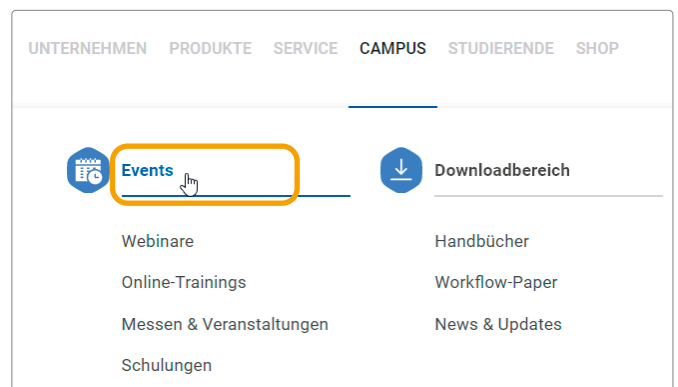 UNTERNEHMEN PRODUKTE SERVICE CAMPUS STUDIERENDE SHOP
Events
Webinare
Online-Trainings
Messen & Veranstaltungen
Schulungen
Downloadbereich
Handbücher
Workflow-Paper
News & Updates